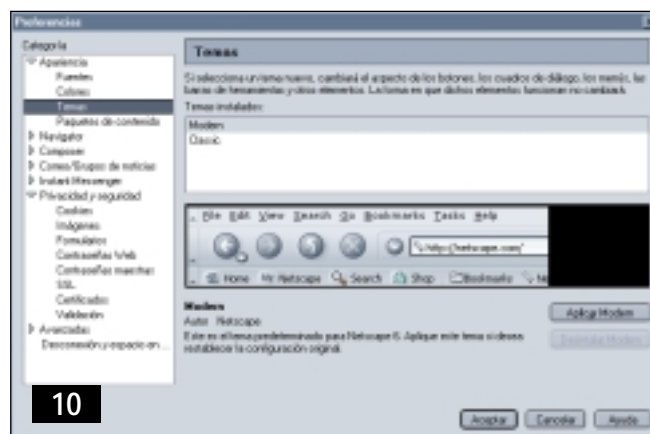 Preferencias
Categoría
Apariencia
Fuentes
Colores
Temas
Paquetes de contenido
Navigator
Composer
Correo/Grupos de noticias
Instant Messenger
Privacidad y seguridad
Cookies
Imágenes
Formularios
Contraseñas Web
Contraseñas maestras
SSL
Certificados
Validación
Avanzadas
Desconexión y espacio en ...
Temas
Si selecciona un tema nuevo, cambiará el aspecto de los botones, los cuadros de diálogo, los menús, las
barras de herramientas y otros elementos. La forma en que dichos elementos funcionan no cambiará.
Temas instalados:
Modern
Classic
File Edit View Search Go Bookmarks Tasks Help
http://netscape.com/
Home My Netscape Search Shop Bookmarks Ne
Modern
Autor: Netscape
Este es el tema predeterminado para Netscape 6. Aplique este tema si desea
restablecer la configuración original.
Aplicar Modern
Desinstalar Modern
Aceptar Cancelar Ayuda
10